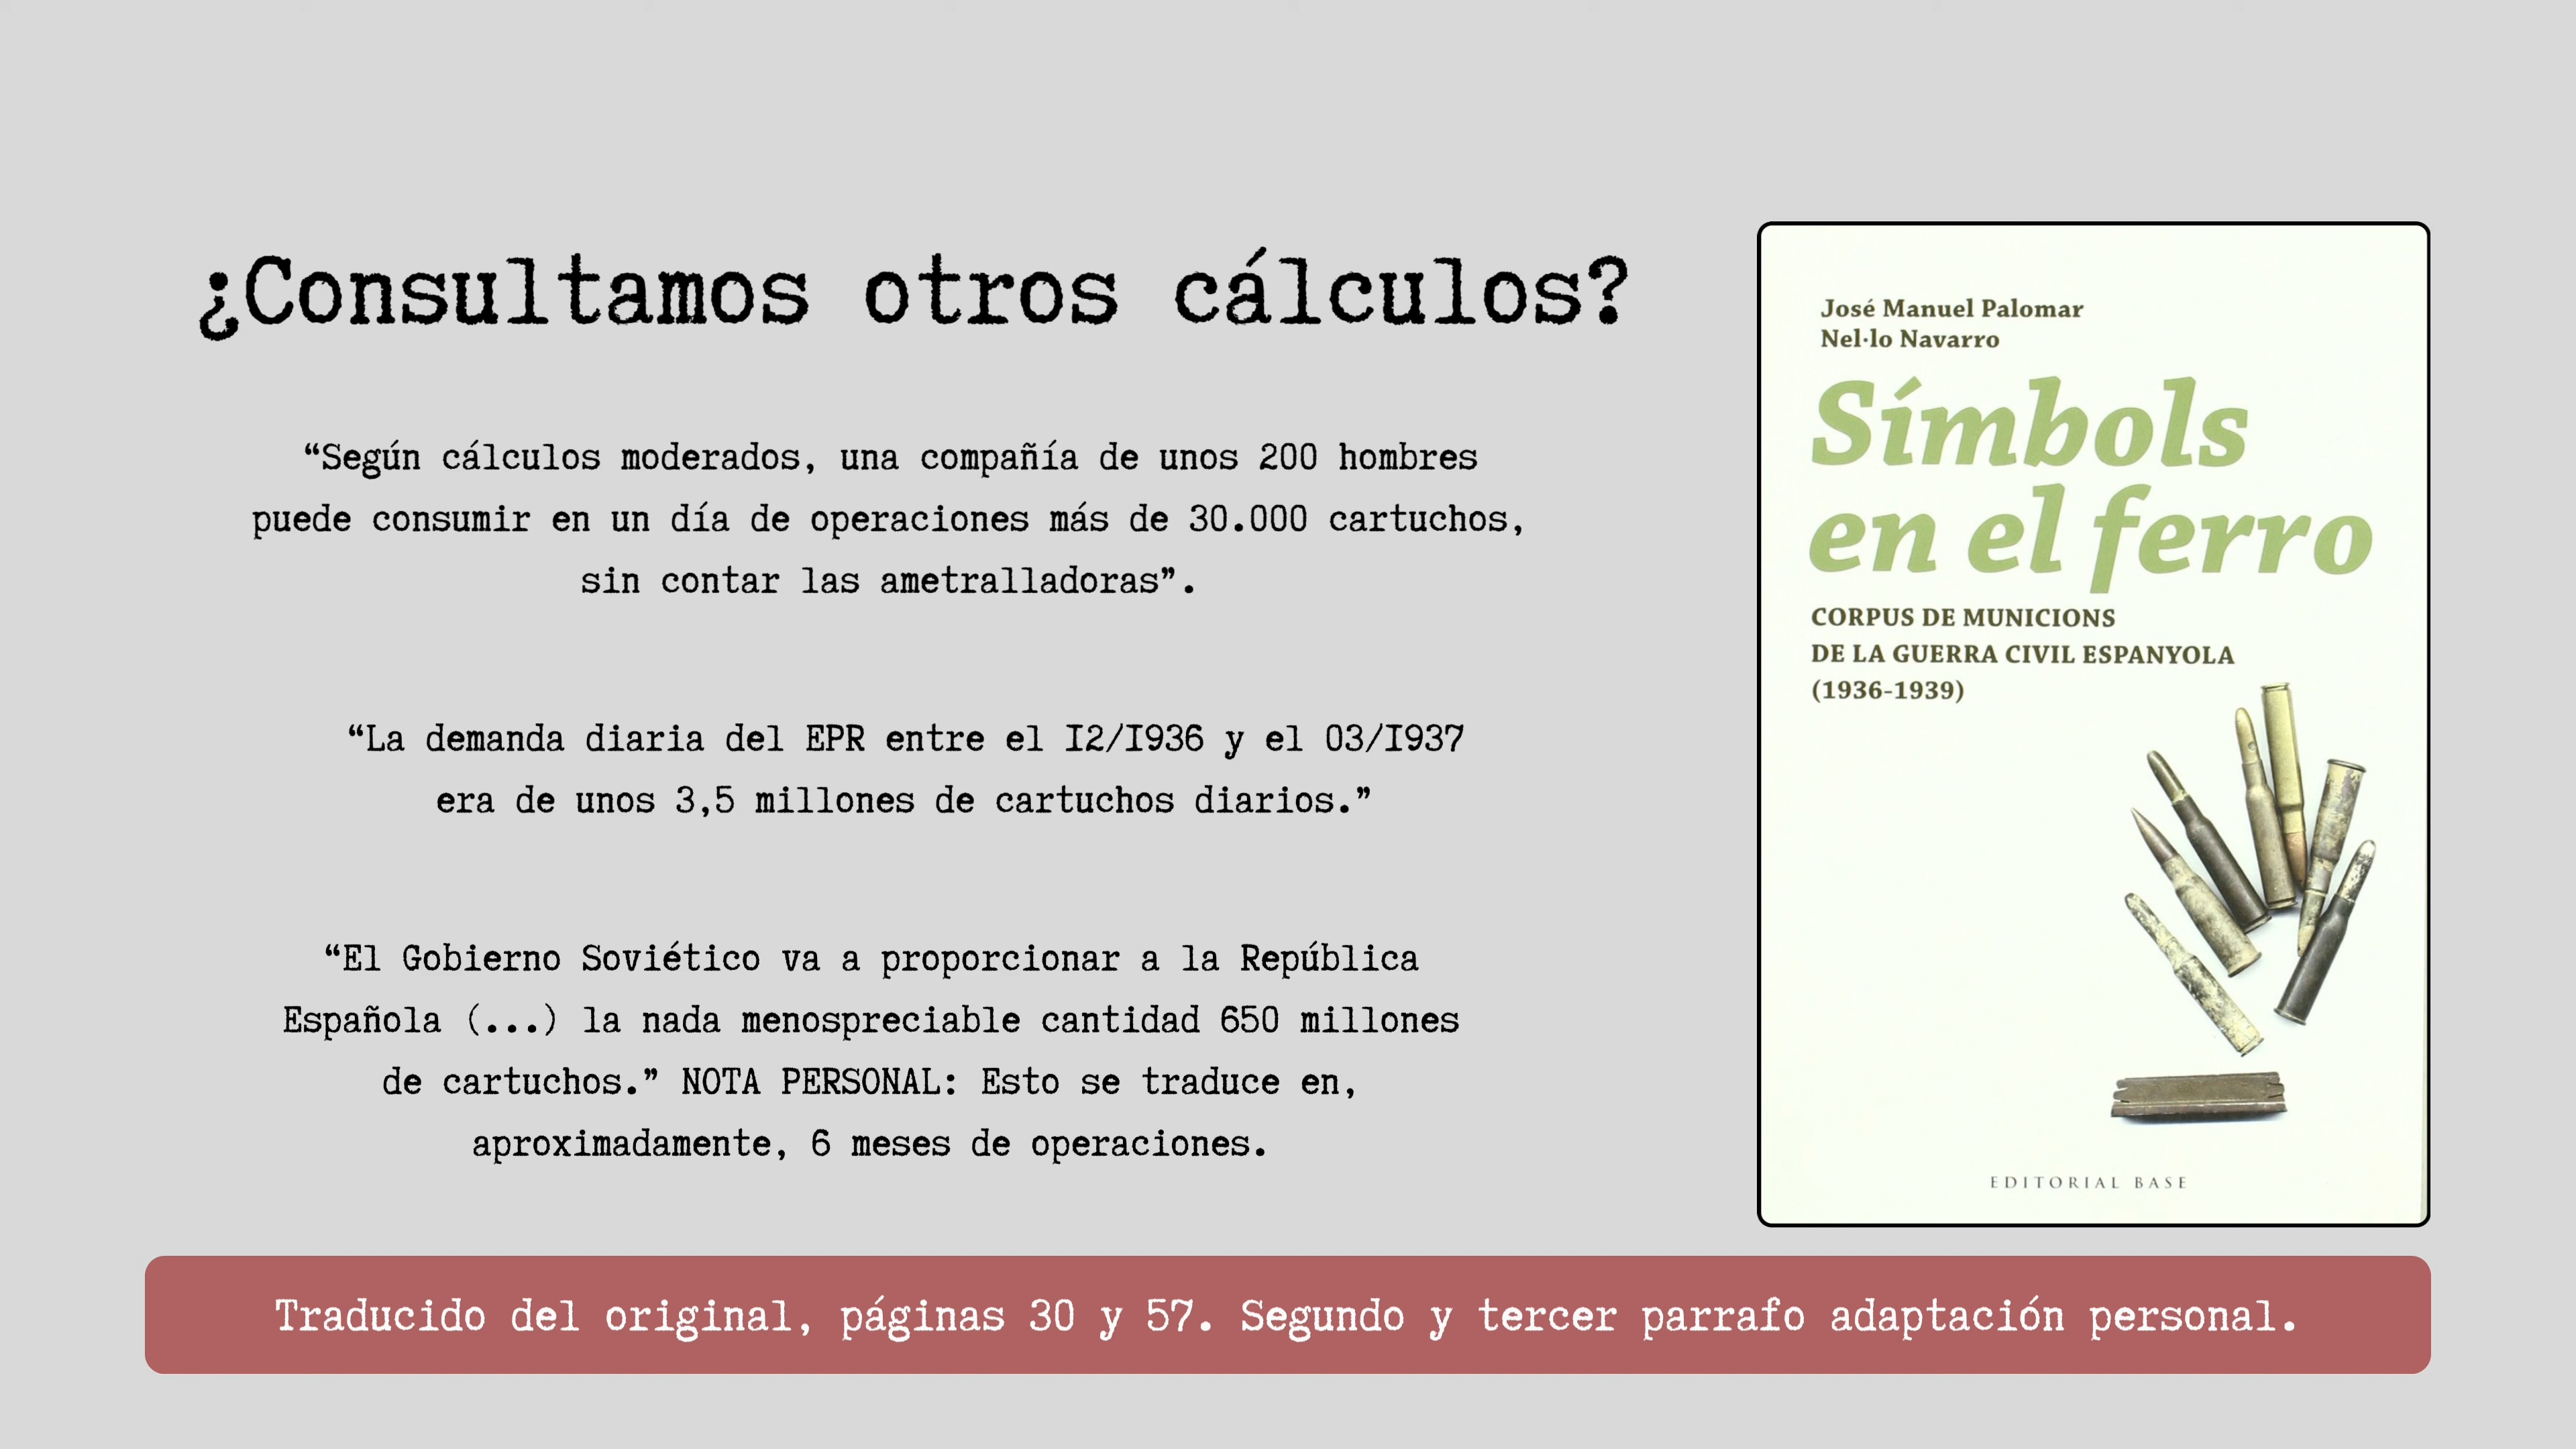 ¿Consultamos otros cálculos?
“Según cálculos moderados, una compañía de unos 200 hombres
puede consumir en un día de operaciones más de 30.000 cartuchos,
sin contar las ametralladoras”.
“La demanda diaria del EPR entre el I2/I936 y el 03/I937
era de unos 3,5 millones de cartuchos diarios.”
“El Gobierno Soviético va a proporcionar a la República
Española (...) la nada menospreciable cantidad 650 millones
de cartuchos.” NOTA PERSONAL: Esto se traduce en,
aproximadamente, 6 meses de operaciones.
José Manuel Palomar
Nel·lo Navarro
Símbols
en el ferro
CORPUS DE MUNICIONS
DE LA GUERRA CIVIL ESPANYOLA
(1936-1939)
EDITORIAL BASE
Traducido del original, páginas 30 y 57. Segundo y tercer parrafo adaptación personal.